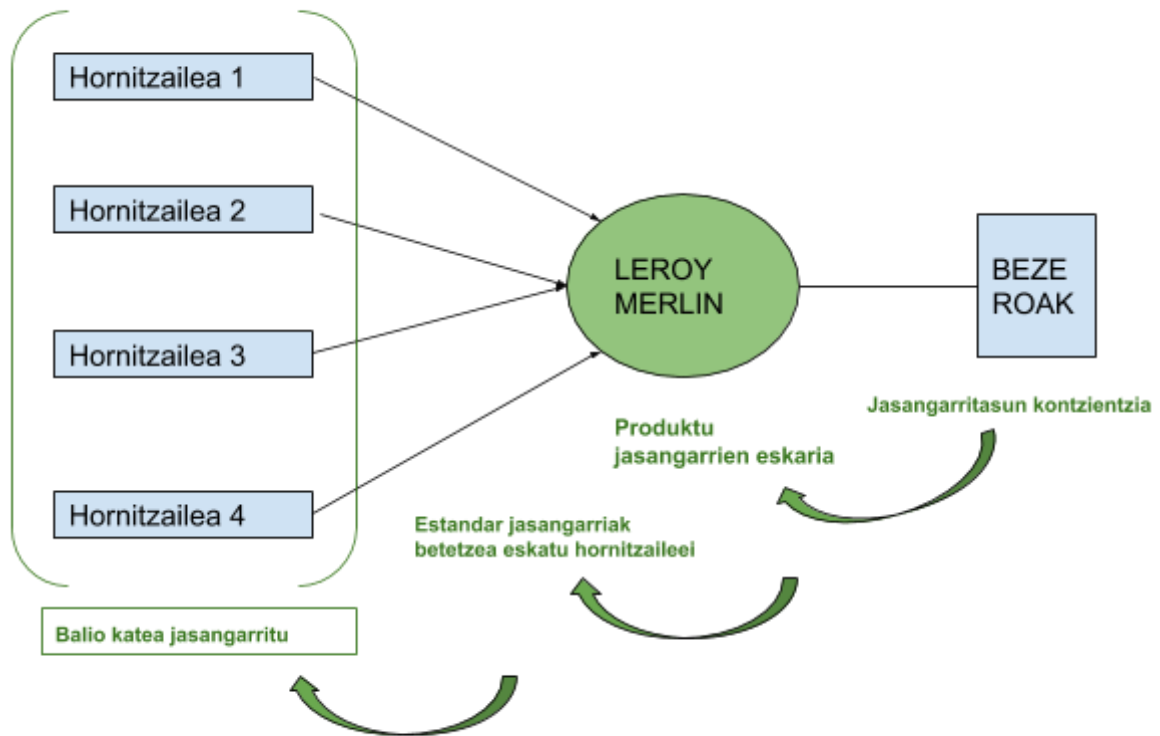 Hornitzailea 1
Hornitzailea 2
Hornitzailea 3
Hornitzailea 4
LEROY
MERLIN
BEZE
ROAK
Jasangarritasun kontzientzia
Produktu
jasangarrien eskaria
Estandar jasangarriak
betetzea eskatu hornitzaileei
Balio katea jasangarritu